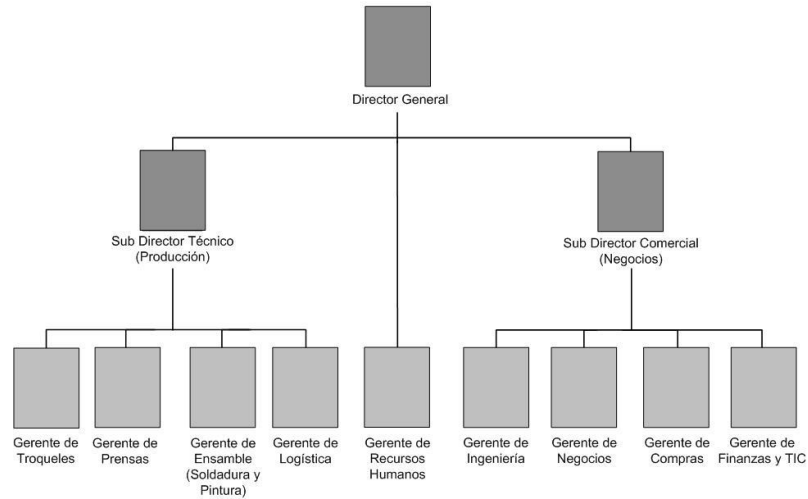 Director General
Sub Director Técnico
(Producción)
Sub Director Comercial
(Negocios)
Gerente de
Troqueles
Gerente de
Prensas
Gerente de
Ensamble
(Soldadura y
Pintura)
Gerente de
Logística
Gerente de
Recursos
Humanos
Gerente de
Ingeniería
Gerente de
Negocios
Gerente de
Compras
Gerente de
Finanzas y TIC